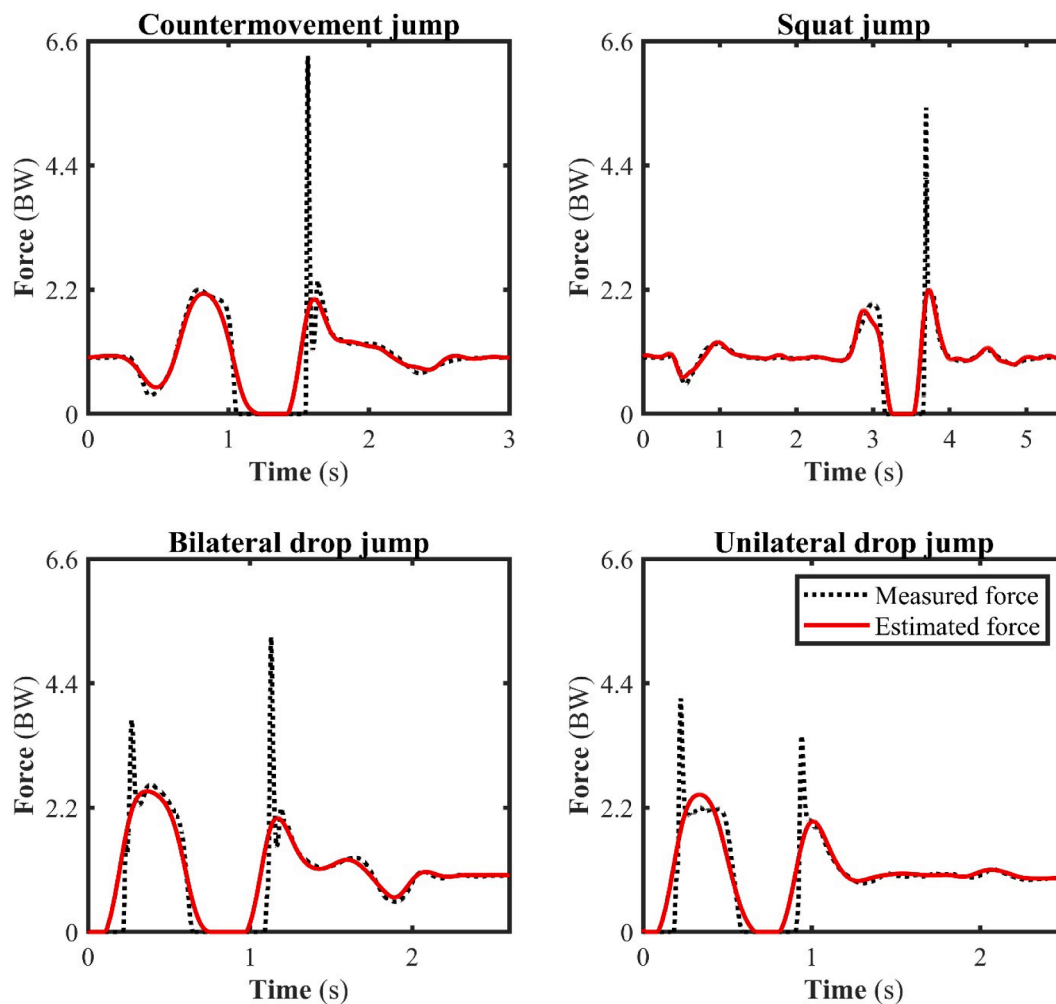 Countermovement jump
6.6
4.4
2.2
0
Force (BW)
0 1 2 3
Time (s)
Squat jump
6.6
4.4
2.2
0
Force (BW)
0 1 2 3 4 5
Time (s)
Bilateral drop jump
6.6
4.4
2.2
0
Force (BW)
0 1 2
Time (s)
Unilateral drop jump
6.6
4.4
2.2
0
Force (BW)
Measured force
Estimated force
0 1 2
Time (s)